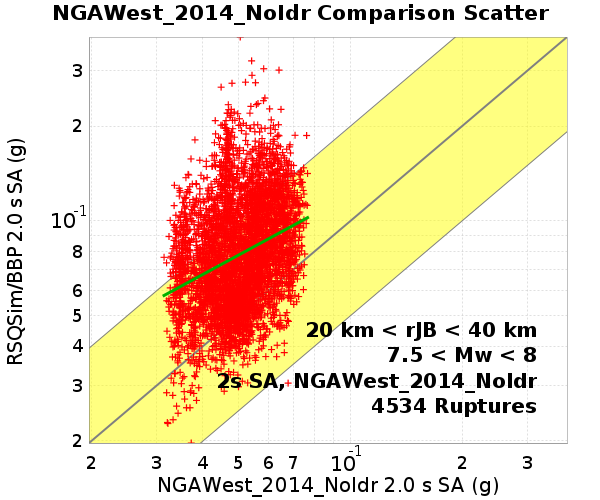 NGAWest_2014_NoIdr Comparison Scatter
RSQSim/BBP 2.0 s SA (g)
3
2
10-1
8
6
5
4
3
2
20 km < rJB < 40 km
7.5 < Mw < 8
2s SA, NGAWest_2014_NoIdr
4534 Ruptures
2 3 4 5 6 7 10-1 2 3
NGAWest_2014_NoIdr 2.0 s SA (g)